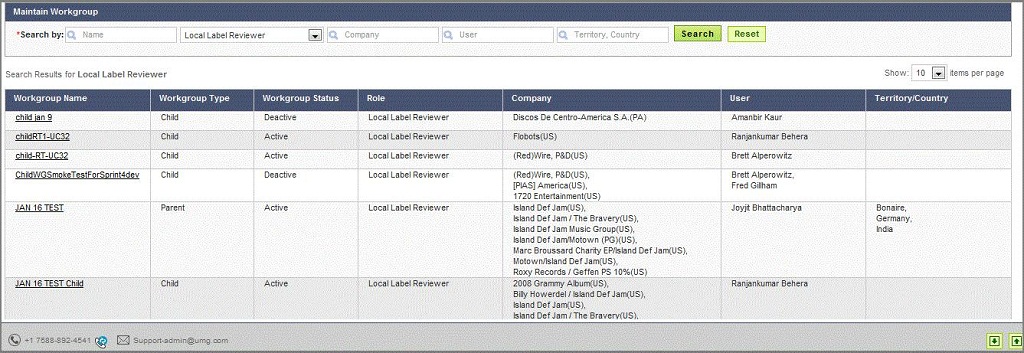 Maintain Workgroup
*Search by: Name Local Label Reviewer Company User Territory, Country Search Reset
Search Results for Local Label Reviewer Show: 10 items per page
Workgroup Name Workgroup Type Workgroup Status Role Company User Territory/Country
child jan 9 Child Deactive Local Label Reviewer Discos De Centro-America S.A.(PA) Amanbir Kaur
childRT1-UC32 Child Active Local Label Reviewer Flobots(US) Ranjankumar Behera
child-RT-UC32 Child Active Local Label Reviewer (Red)Wire, P&D(US) Brett Alperowitz
ChildWGSmokeTestForSprint4dev Child Deactive Local Label Reviewer (Red)Wire, P&D(US), Brett Alperowitz,
[PIAS] America(US), Fred Gillham
1720 Entertainment(US)
JAN 16 TEST Parent Active Local Label Reviewer Island Def Jam(US), Joyjit Bhattacharya Bonaire,
Island Def Jam / The Bravery(US), Germany,
Island Def Jam Music Group(US), India
Island Def Jam/Motown (PG)(US),
Marc Broussard Charity EP/Island Def Jam(US),
Motown/Island Def Jam(US),
Roxy Records / Geffen PS 10%(US)
JAN 16 TEST Child Child Active Local Label Reviewer 2008 Grammy Album(US), Ranjankumar Behera
Billy Howerdel / Island Def Jam(US),
Island Def Jam(US),
Island Def Jam / The Bravery(US),
+1 7588-892-4541 Support-admin@umg.com